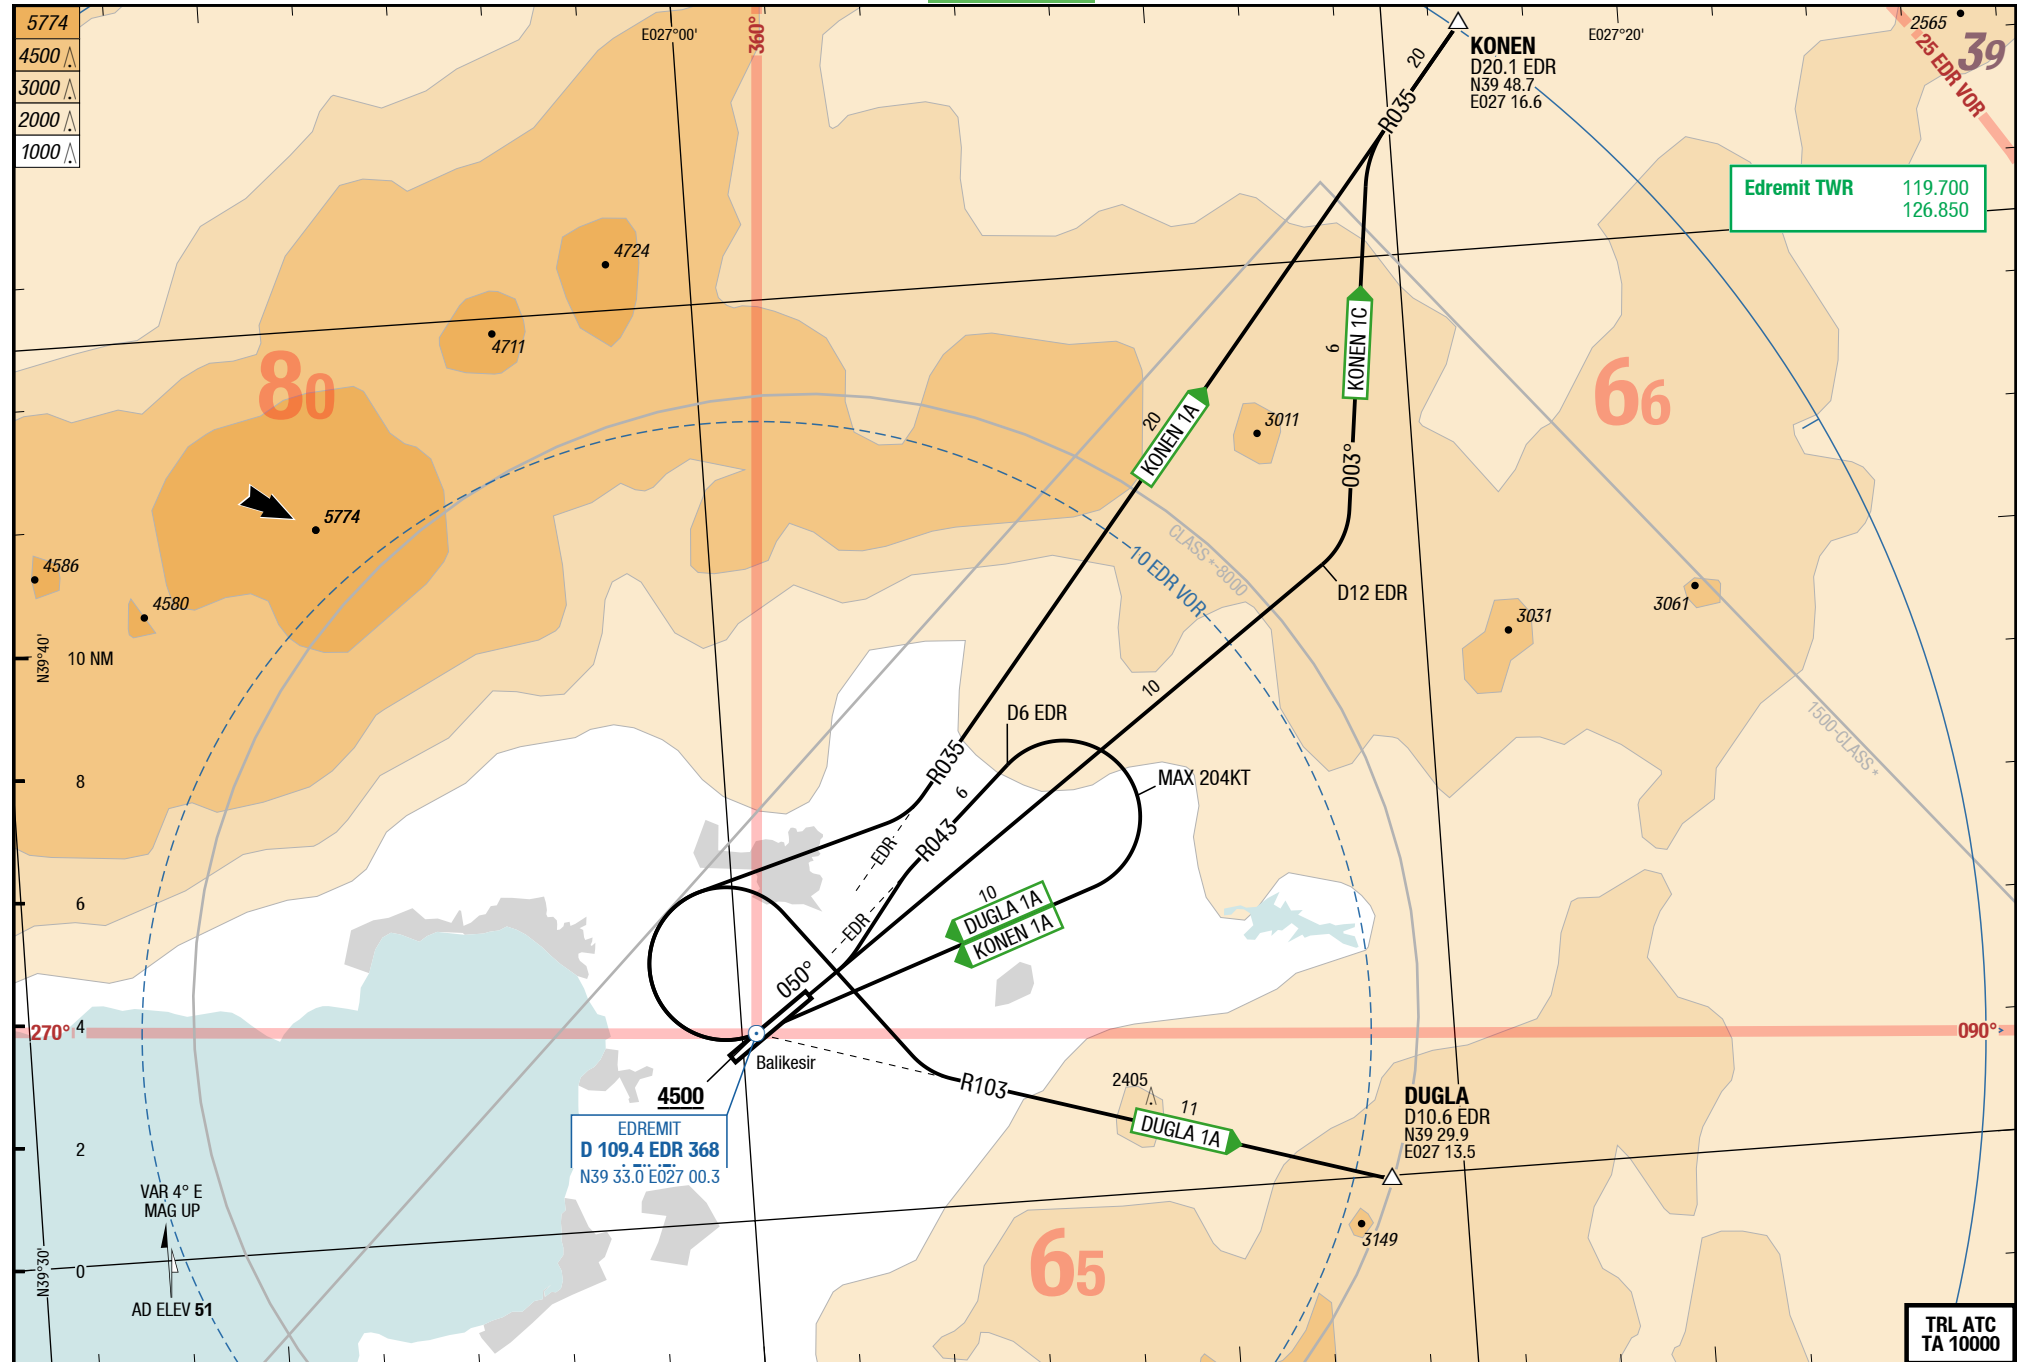 5774
4500
3000
2000
1000
E027°00'
360°
E027°20'
2565
39
25 EDR VOR
KONEN
D20.1 EDR
N39 48.7
E027 16.6
20
R035
Edremit TWR 119.700
126.850
4724
4711
80
66
KONEN 1C
6
003°
20
KONEN 1A
3011
5774
4586
4580
CLASS *-8000
10 EDR VOR
D12 EDR
3031
3061
N39°40'
10 NM
10
D6 EDR
R035
MAX 204KT
1500-CLASS *
8
6
R043
EDR
EDR
6
10
DUGLA 1A
KONEN 1A
050°
270°
4
090°
Balikesir
4500
R103
2405
11
DUGLA 1A
DUGLA
D10.6 EDR
N39 29.9
E027 13.5
EDREMIT
D 109.4 EDR 368
N39 33.0 E027 00.3
2
VAR 4° E
MAG UP
3149
65
N39°30'
0
AD ELEV 51
TRL ATC
TA 10000